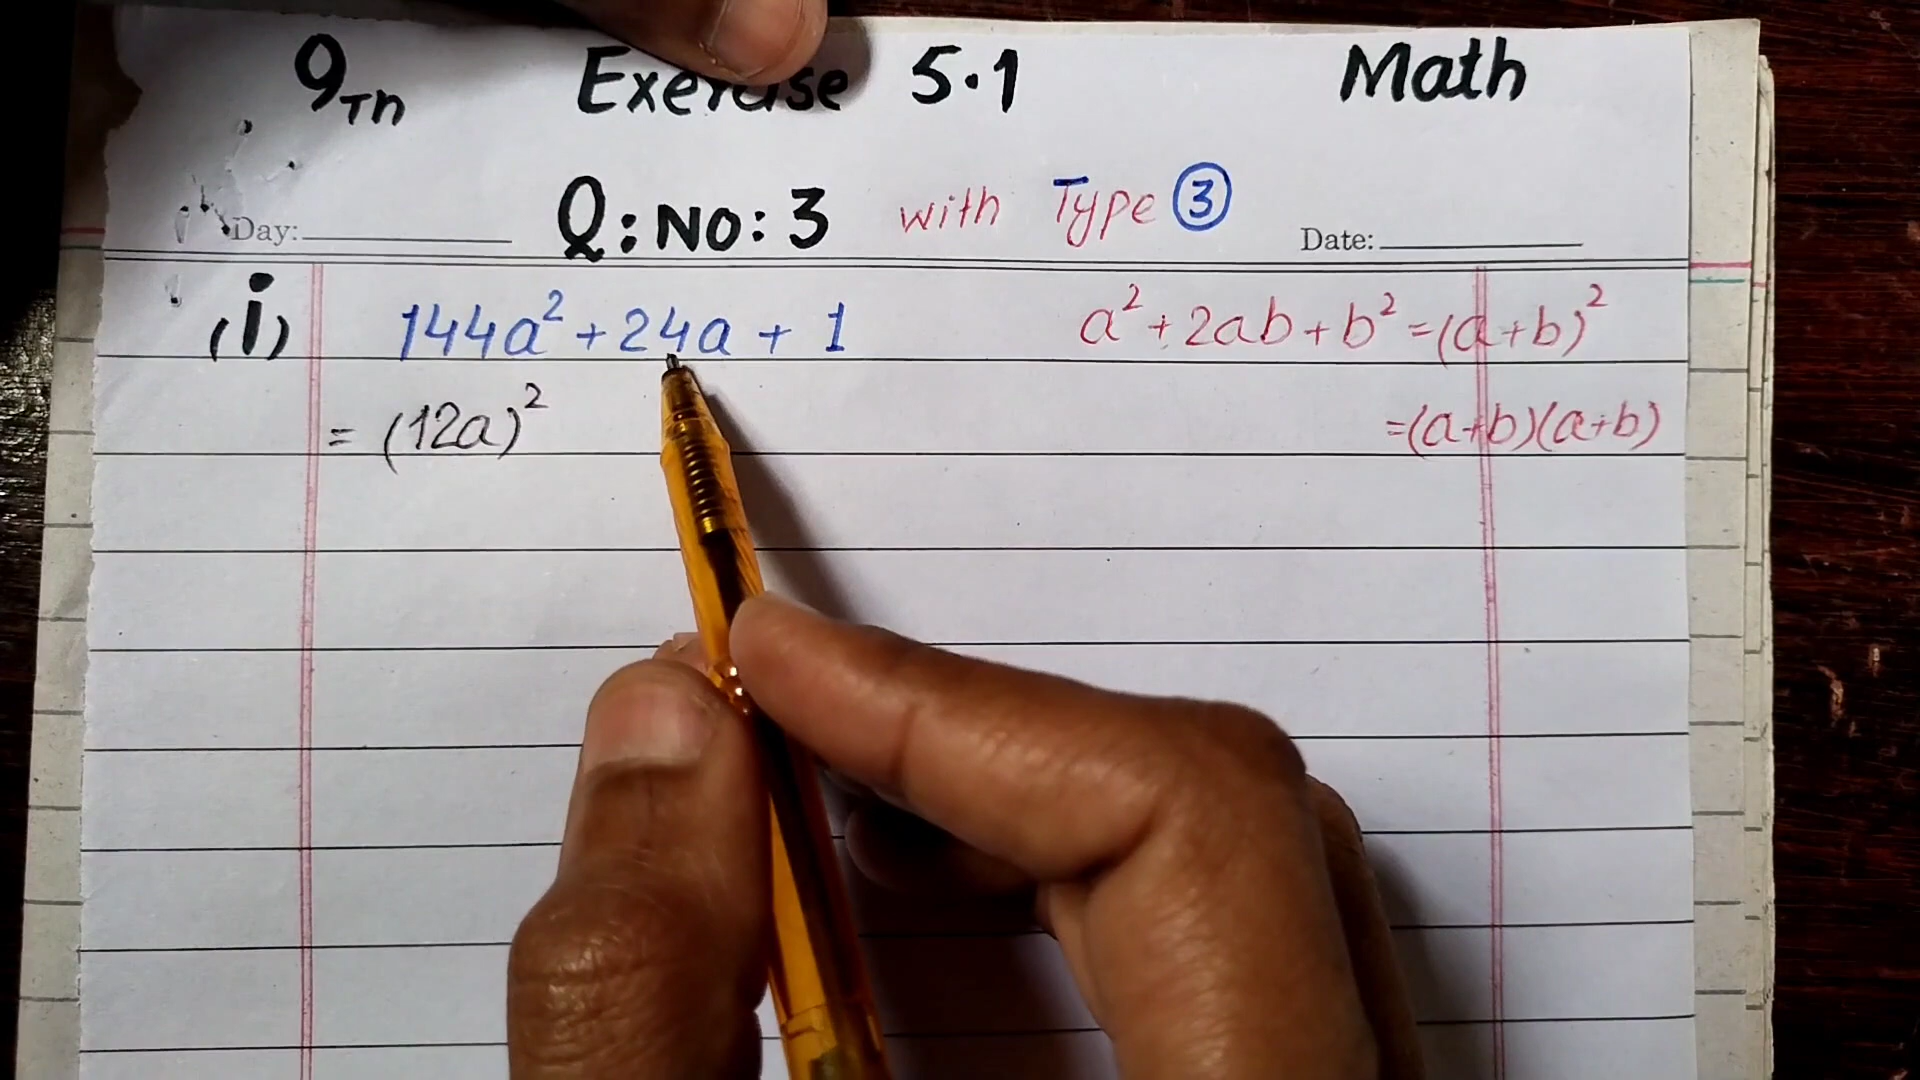 9Th Exercise 5.1 Math
Q:No:3 with Type ③
Day: Date:
(i) 144a² + 24a + 1 a² + 2ab + b² = (a+b)²
= (12a)² =(a+b)(a+b)